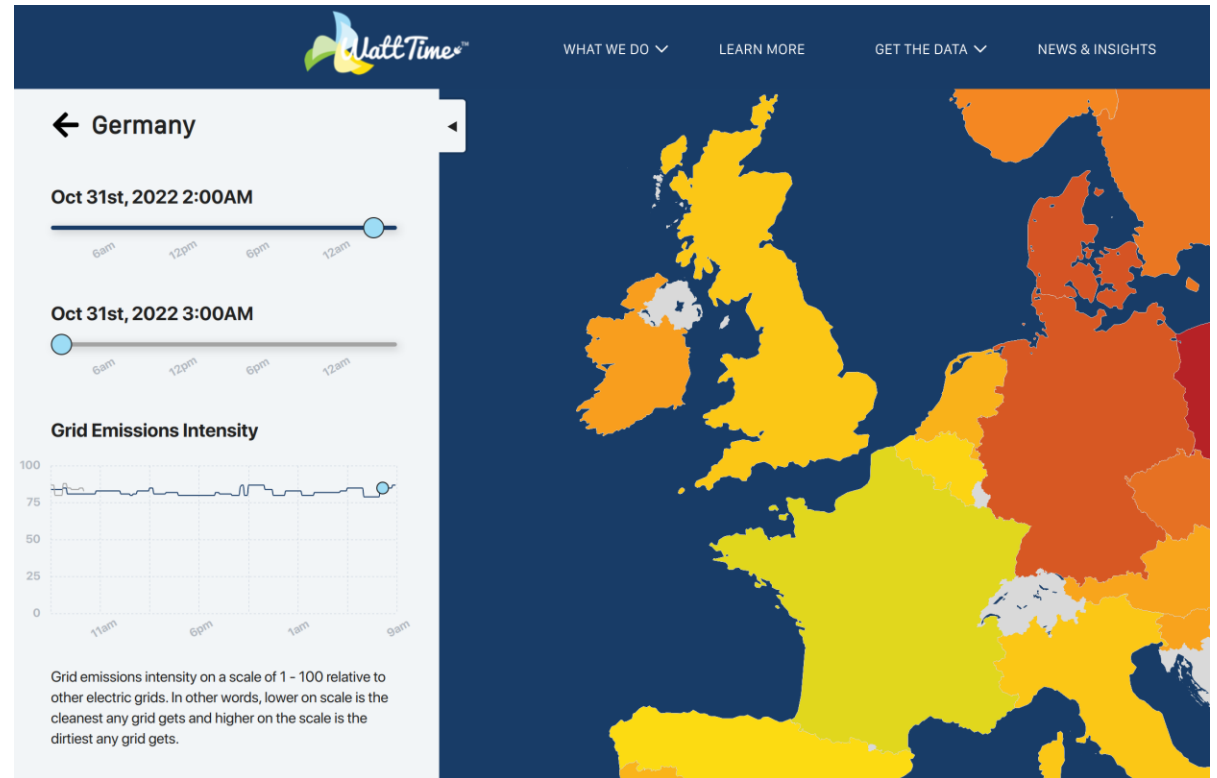 WattTime™
WHAT WE DO
LEARN MORE
GET THE DATA
NEWS & INSIGHTS
Germany
Oct 31st, 2022 2:00AM
6am 12pm 6pm 12am
Oct 31st, 2022 3:00AM
6am 12pm 6pm 12am
Grid Emissions Intensity
100
75
50
25
0
11am 6pm 1am 9am
Grid emissions intensity on a scale of 1 - 100 relative to
other electric grids. In other words, lower on scale is the
cleanest any grid gets and higher on the scale is the
dirtiest any grid gets.